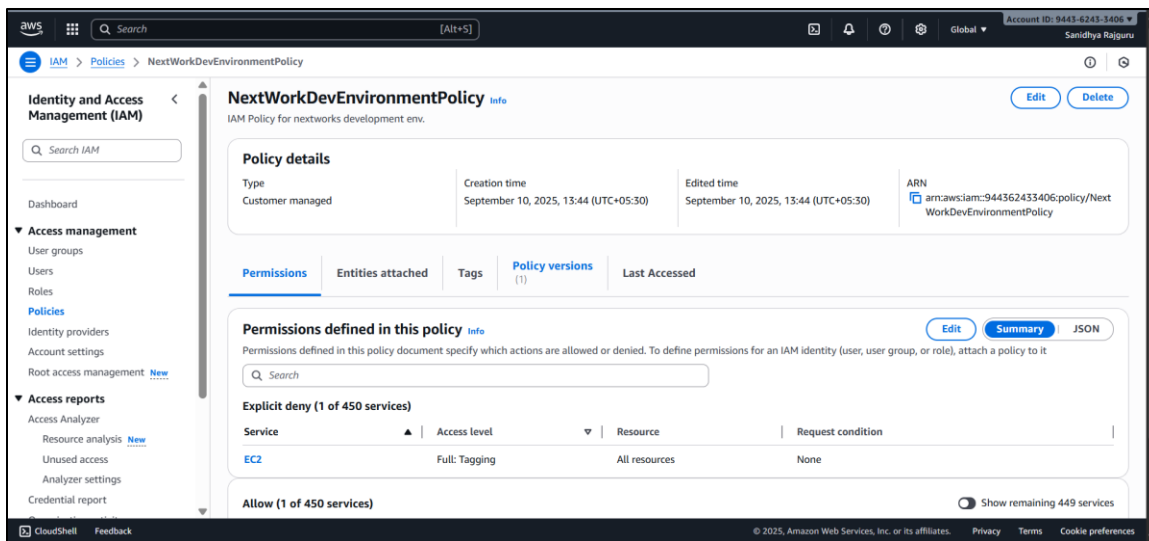 aws
Search
[Alt+S]
Global
Account ID: 9443-6243-3406
Sanidhya Rajguru
IAM > Policies > NextWorkDevEnvironmentPolicy
Identity and Access
Management (IAM)
Search IAM
Dashboard
Access management
User groups
Users
Roles
Policies
Identity providers
Account settings
Root access management New
Access reports
Access Analyzer
Resource analysis New
Unused access
Analyzer settings
Credential report
NextWorkDevEnvironmentPolicy Info
Edit
Delete
IAM Policy for nextworks development env.
Policy details
Type
Customer managed
Creation time
September 10, 2025, 13:44 (UTC+05:30)
Edited time
September 10, 2025, 13:44 (UTC+05:30)
ARN
arn:aws:iam::944362433406:policy/Next
WorkDevEnvironmentPolicy
Permissions
Entities attached
Tags
Policy versions
(1)
Last Accessed
Permissions defined in this policy Info
Edit
Summary
JSON
Permissions defined in this policy document specify which actions are allowed or denied. To define permissions for an IAM identity (user, user group, or role), attach a policy to it
Search
Explicit deny (1 of 450 services)
Service Access level Resource Request condition
EC2 Full: Tagging All resources None
Allow (1 of 450 services)
Show remaining 449 services
CloudShell Feedback
© 2025, Amazon Web Services, Inc. or its affiliates. Privacy Terms Cookie preferences